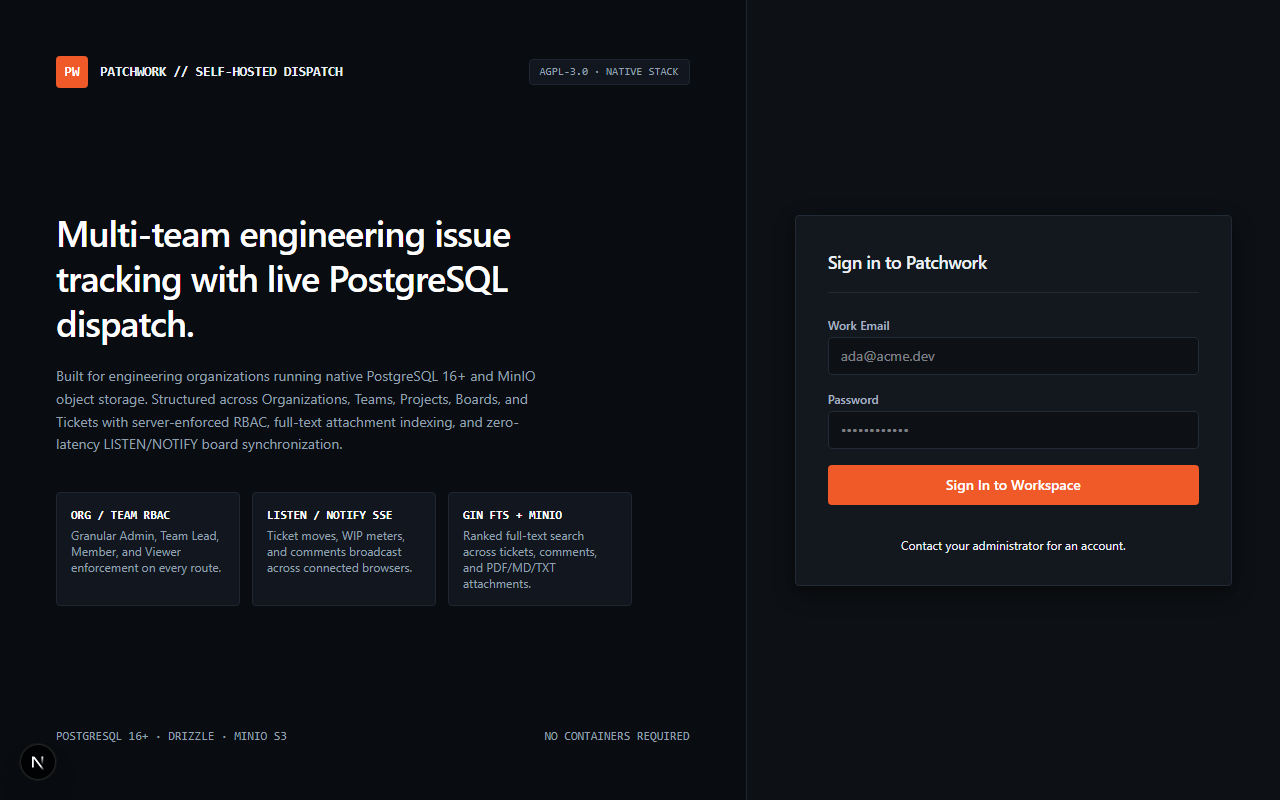 PW
PATCHWORK // SELF-HOSTED DISPATCH
AGPL-3.0 · NATIVE STACK
Multi-team engineering issue
tracking with live PostgreSQL
dispatch.
Built for engineering organizations running native PostgreSQL 16+ and MinIO
object storage. Structured across Organizations, Teams, Projects, Boards, and
Tickets with server-enforced RBAC, full-text attachment indexing, and zero-
latency LISTEN/NOTIFY board synchronization.
ORG / TEAM RBAC
Granular Admin, Team Lead,
Member, and Viewer
enforcement on every route.
LISTEN / NOTIFY SSE
Ticket moves, WIP meters,
and comments broadcast
across connected browsers.
GIN FTS + MINIO
Ranked full-text search
across tickets, comments,
and PDF/MD/TXT
attachments.
POSTGRESQL 16+ · DRIZZLE · MINIO S3
NO CONTAINERS REQUIRED
N
Sign in to Patchwork
Work Email
ada@acme.dev
Password
••••••••••••
Sign In to Workspace
Contact your administrator for an account.